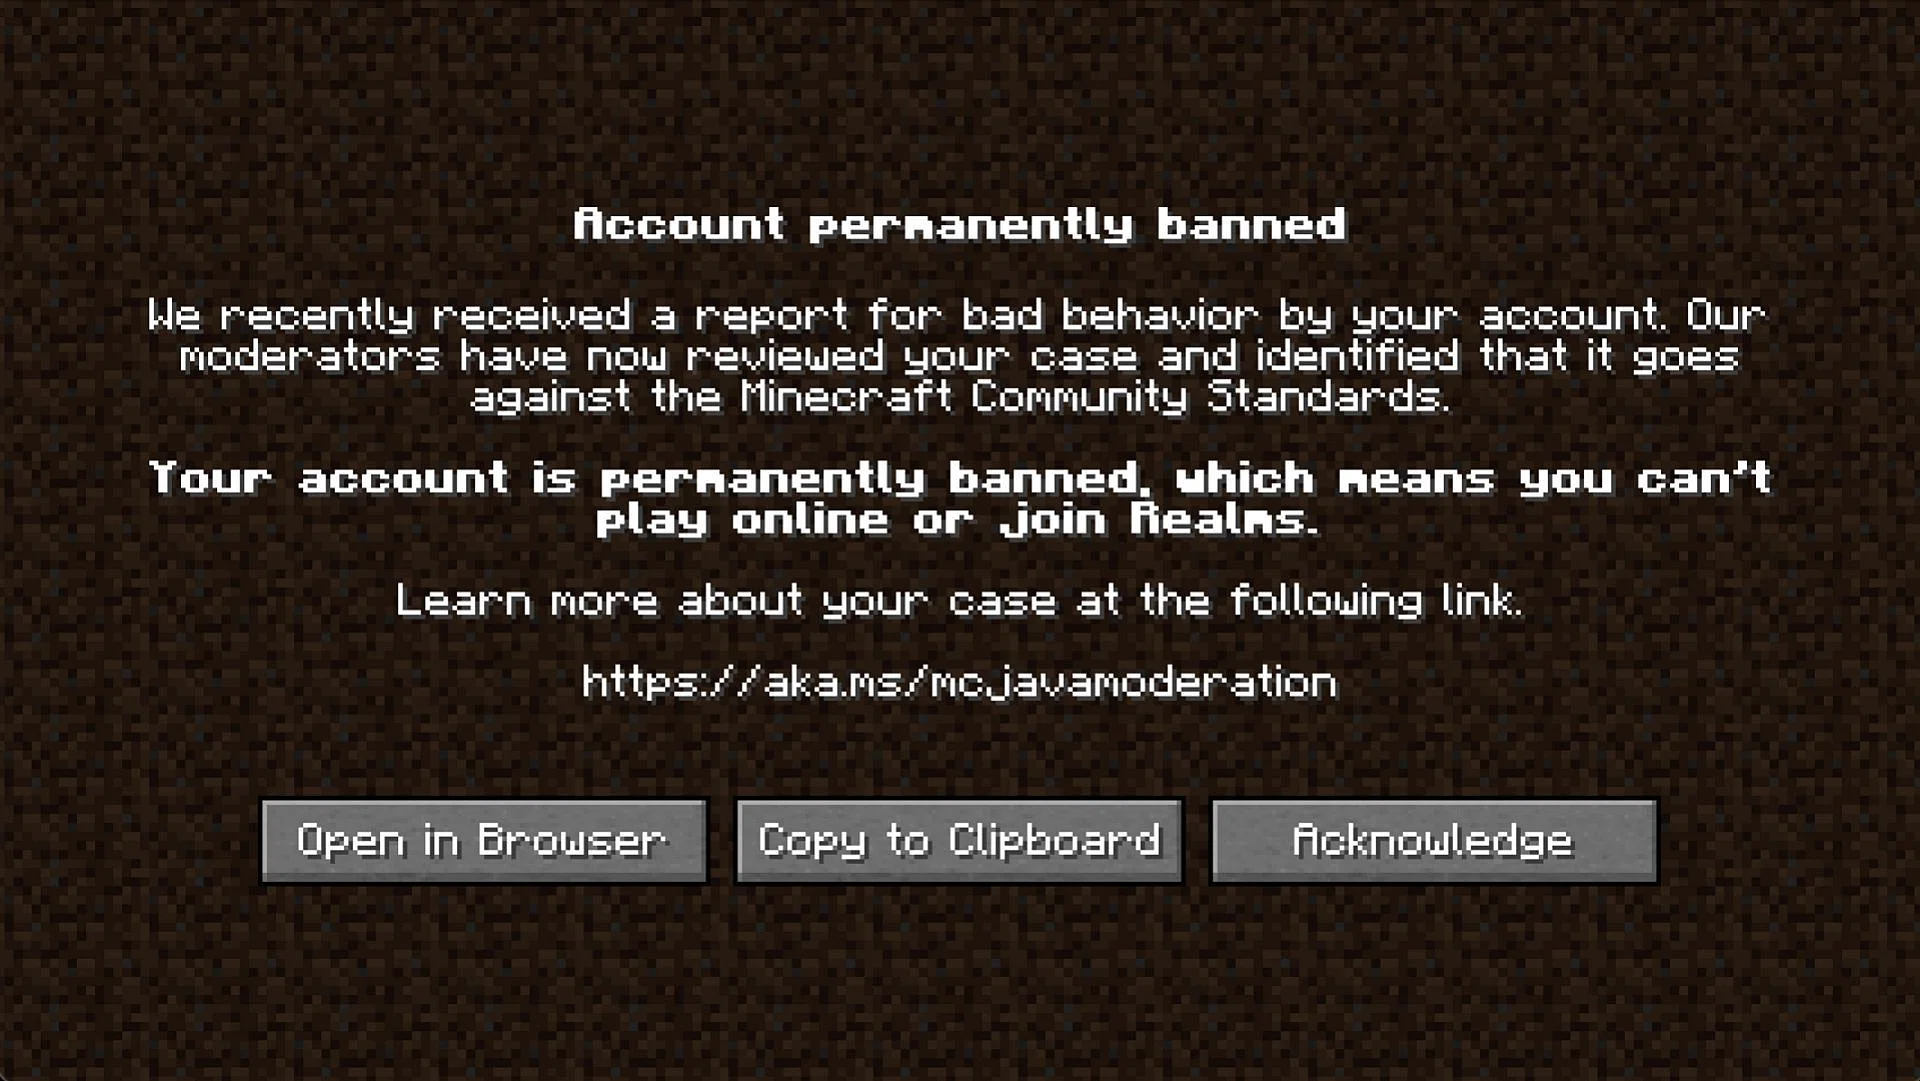 Account permanently banned
We recently received a report for bad behavior by your account. Our
moderators have now reviewed your case and identified that it goes
against the Minecraft Community Standards.
Your account is permanently banned, which means you can't
play online or join Realms.
Learn more about your case at the following link.
https://aka.ms/mcjavamoderation
Open in Browser
Copy to Clipboard
Acknowledge